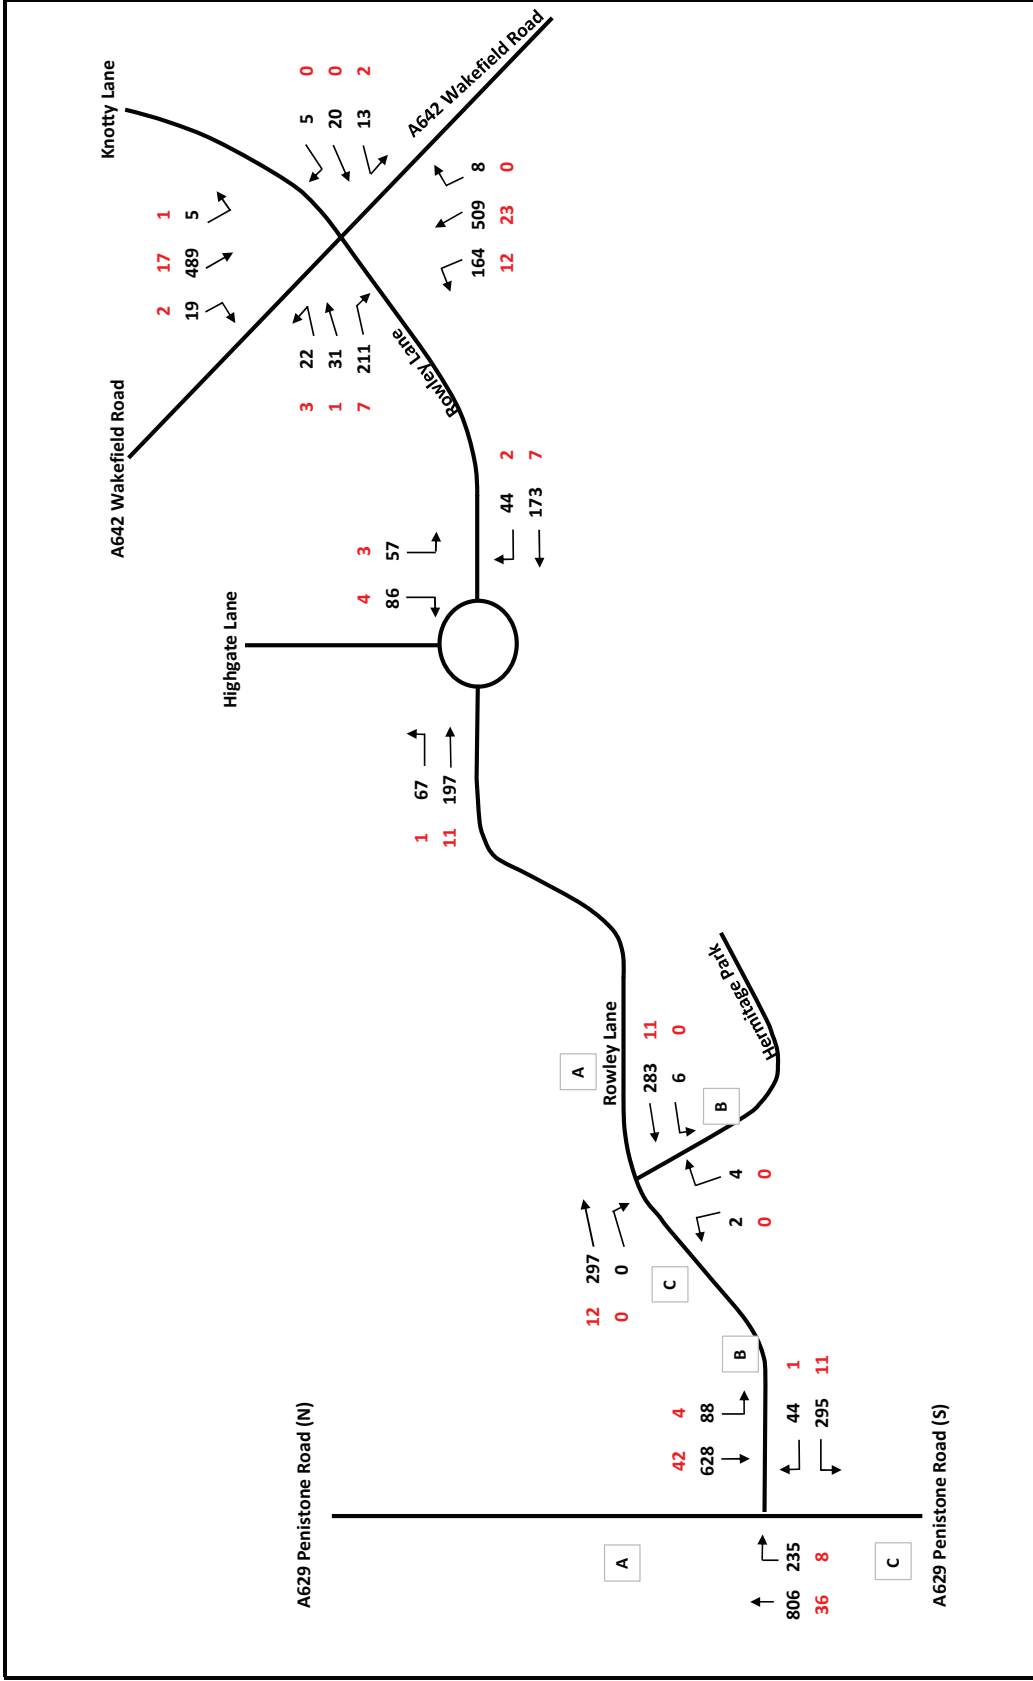 Knotty Lane
A642 Wakefield Road
2 17 1
19 489 5
Highgate Lane
A629 Penistone Road (N)
3 22 5 0
1 31 20 0
7 211 13 2
4 3
86 57
Rowley Lane
A642 Wakefield Road
1 67
11 197
164 509 8
12 23 0
44 2
173 7
A
Rowley Lane
12 297
0 0
283 11
6 0
C
B
Hermitage Park
2 4
0 0
A
42 4
628 88
B
44 1
295 11
806 235
36 8
C
A629 Penistone Road (S)